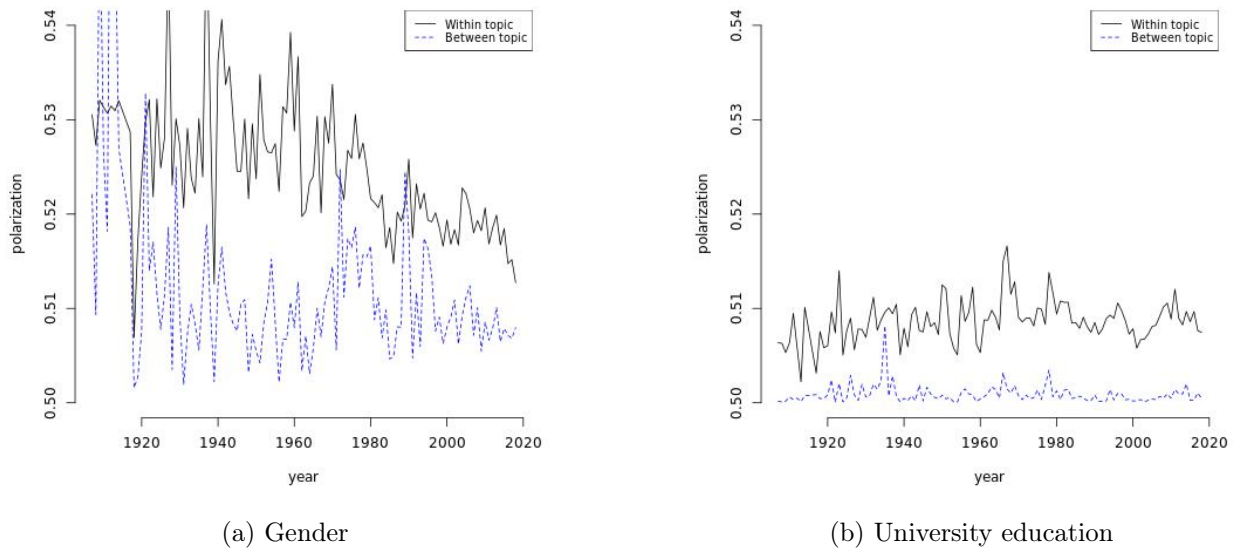 Within topic
Between topic
polarization
0.54
0.53
0.52
0.51
0.50
1920 1940 1960 1980 2000 2020
year
(a) Gender
Within topic
Between topic
polarization
0.54
0.53
0.52
0.51
0.50
1920 1940 1960 1980 2000 2020
year
(b) University education